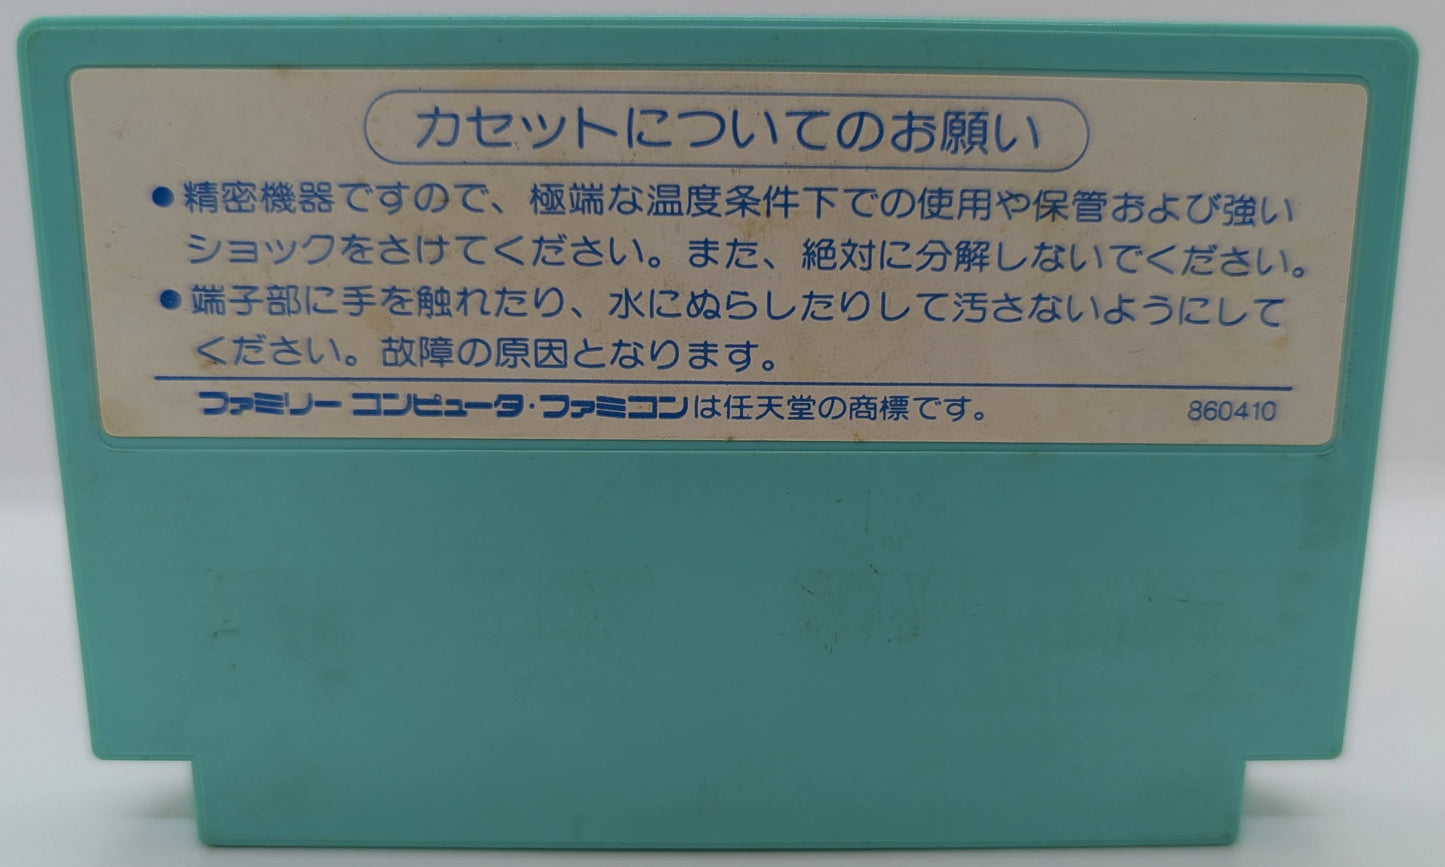 カセットについてのお願い
●精密機器ですので、極端な温度条件下での使用や保管および強い
ショックをさけてください。また、絶対に分解しないでください。
●端子部に手を触れたり、水にぬらしたりして汚さないようにして
ください。故障の原因となります。
ファミリーコンピュータ・ファミコンは任天堂の商標です。 860410